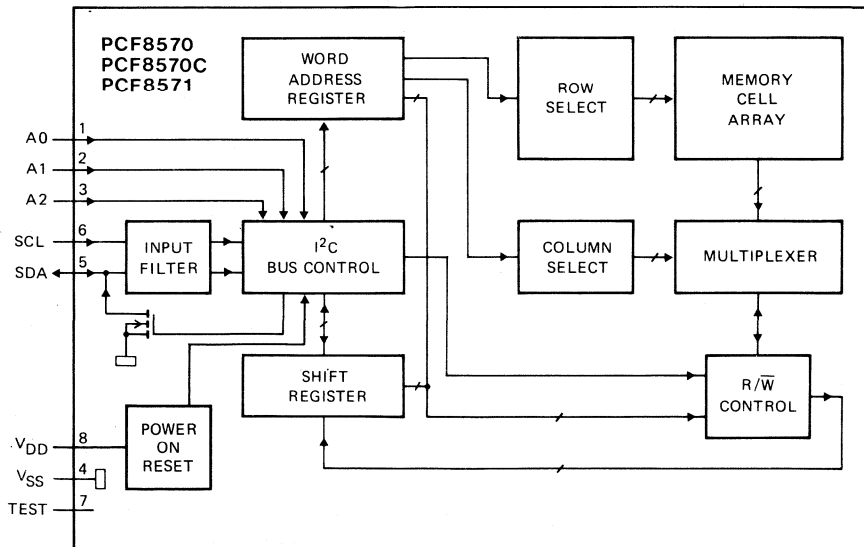 PCF8570
PCF8570C
PCF8571
WORD
ADDRESS
REGISTER
ROW
SELECT
MEMORY
CELL
ARRAY
A0
1
A1
2
A2
3
SCL
6
INPUT
FILTER
I²C
BUS CONTROL
COLUMN
SELECT
MULTIPLEXER
SDA
5
SHIFT
REGISTER
R/W̅
CONTROL
POWER
ON
RESET
V_DD
8
V_SS
4
TEST
7